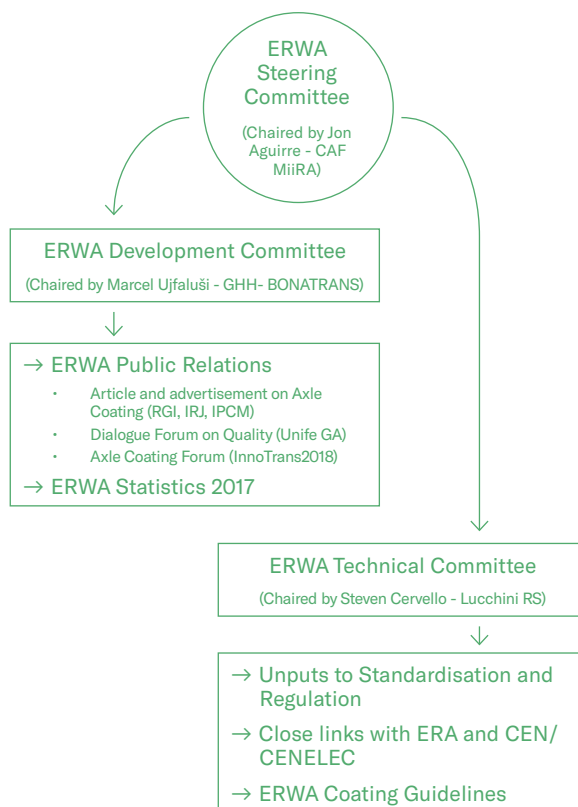 ERWA
Steering
Committee
(Chaired by Jon
Aguirre - CAF
MiiRA)
ERWA Development Committee
(Chaired by Marcel Ujfaluši - GHH- BONATRANS)
→ ERWA Public Relations
• Article and advertisement on Axle
Coating (RGI, IRJ, IPCM)
• Dialogue Forum on Quality (Unife GA)
• Axle Coating Forum (InnoTrans2018)
→ ERWA Statistics 2017
ERWA Technical Committee
(Chaired by Steven Cervello - Lucchini RS)
→ Unputs to Standardisation and
Regulation
→ Close links with ERA and CEN/
CENELEC
→ ERWA Coating Guidelines